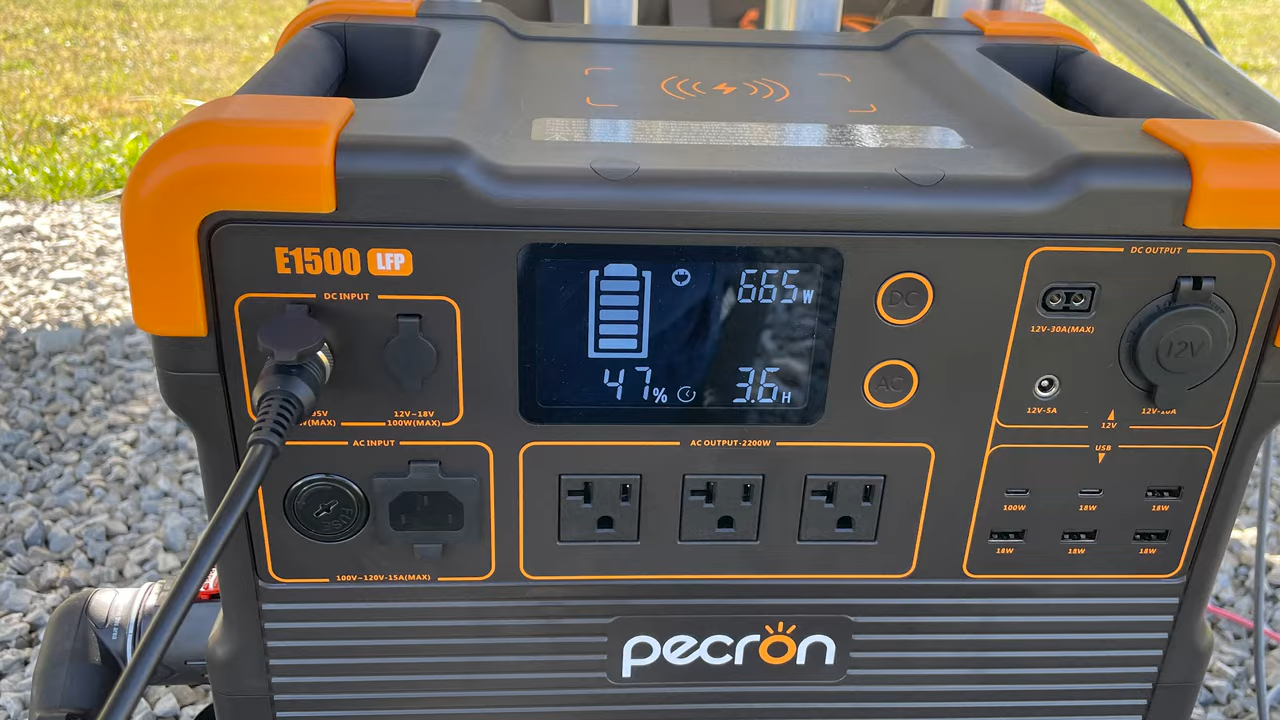 E1500 LFP
DC INPUT
12V~18V
100W(MAX)
AC INPUT
FUSE
100V~120V-15A(MAX)
665W
47%
3.6H
DC
AC
AC OUTPUT-2200W
DC OUTPUT
12V-30A(MAX)
12V
12V-5A
12V
USB
100W
18W
18W
18W
18W
18W
pecron